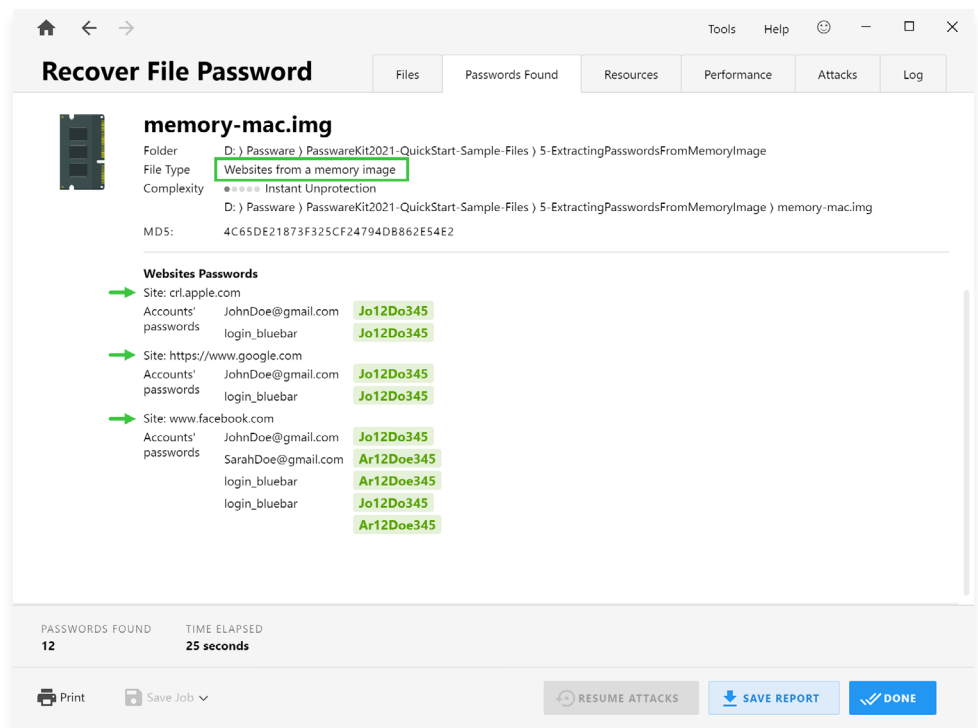 Tools Help
Recover File Password
Files Passwords Found Resources Performance Attacks Log
memory-mac.img
Folder D: ⟩ Passware ⟩ PasswareKit2021-QuickStart-Sample-Files ⟩ 5-ExtractingPasswordsFromMemoryImage
File Type Websites from a memory image
Complexity Instant Unprotection
D: ⟩ Passware ⟩ PasswareKit2021-QuickStart-Sample-Files ⟩ 5-ExtractingPasswordsFromMemoryImage ⟩ memory-mac.img
MD5: 4C65DE21873F325CF24794DB862E54E2
Websites Passwords
Site: crl.apple.com
Accounts' passwords JohnDoe@gmail.com Jo12Do345
login_bluebar Jo12Do345
Site: https://www.google.com
Accounts' passwords JohnDoe@gmail.com Jo12Do345
login_bluebar Jo12Do345
Site: www.facebook.com
Accounts' passwords JohnDoe@gmail.com Jo12Do345
SarahDoe@gmail.com Ar12Doe345
login_bluebar Ar12Doe345
login_bluebar Jo12Do345
Ar12Doe345
PASSWORDS FOUND TIME ELAPSED
12 25 seconds
Print Save Job RESUME ATTACKS SAVE REPORT DONE